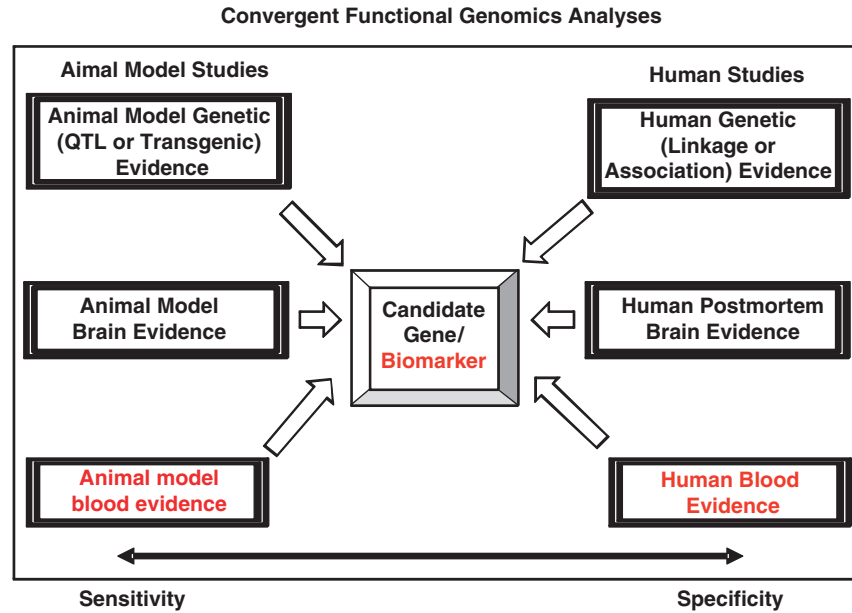 Convergent Functional Genomics Analyses
Aimal Model Studies
Animal Model Genetic
(QTL or Transgenic)
Evidence
Human Studies
Human Genetic
(Linkage or
Association) Evidence
Animal Model
Brain Evidence
Candidate
Gene/
Biomarker
Human Postmortem
Brain Evidence
Animal model
blood evidence
Human Blood
Evidence
Sensitivity
Specificity